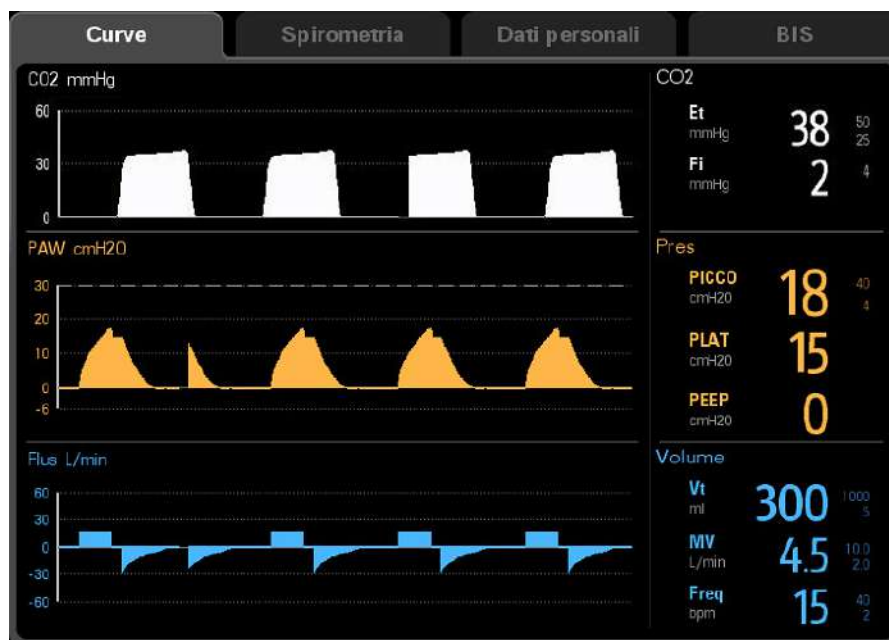 Curve Spirometria Dati personali BIS
CO2 mmHg
60
30
0
CO2
Et 38 50
mmHg 25
Fi 2 4
mmHg
PAW cmH2O
30
20
10
0
-6
Pres
PICCO 18 40
cmH2O 4
PLAT 15
cmH2O
PEEP 0
cmH2O
Flus L/min
60
30
0
-30
-60
Volume
Vt 300 1000
ml 5
MV 4.5 10.0
L/min 2.0
Freq 15 40
bpm 2